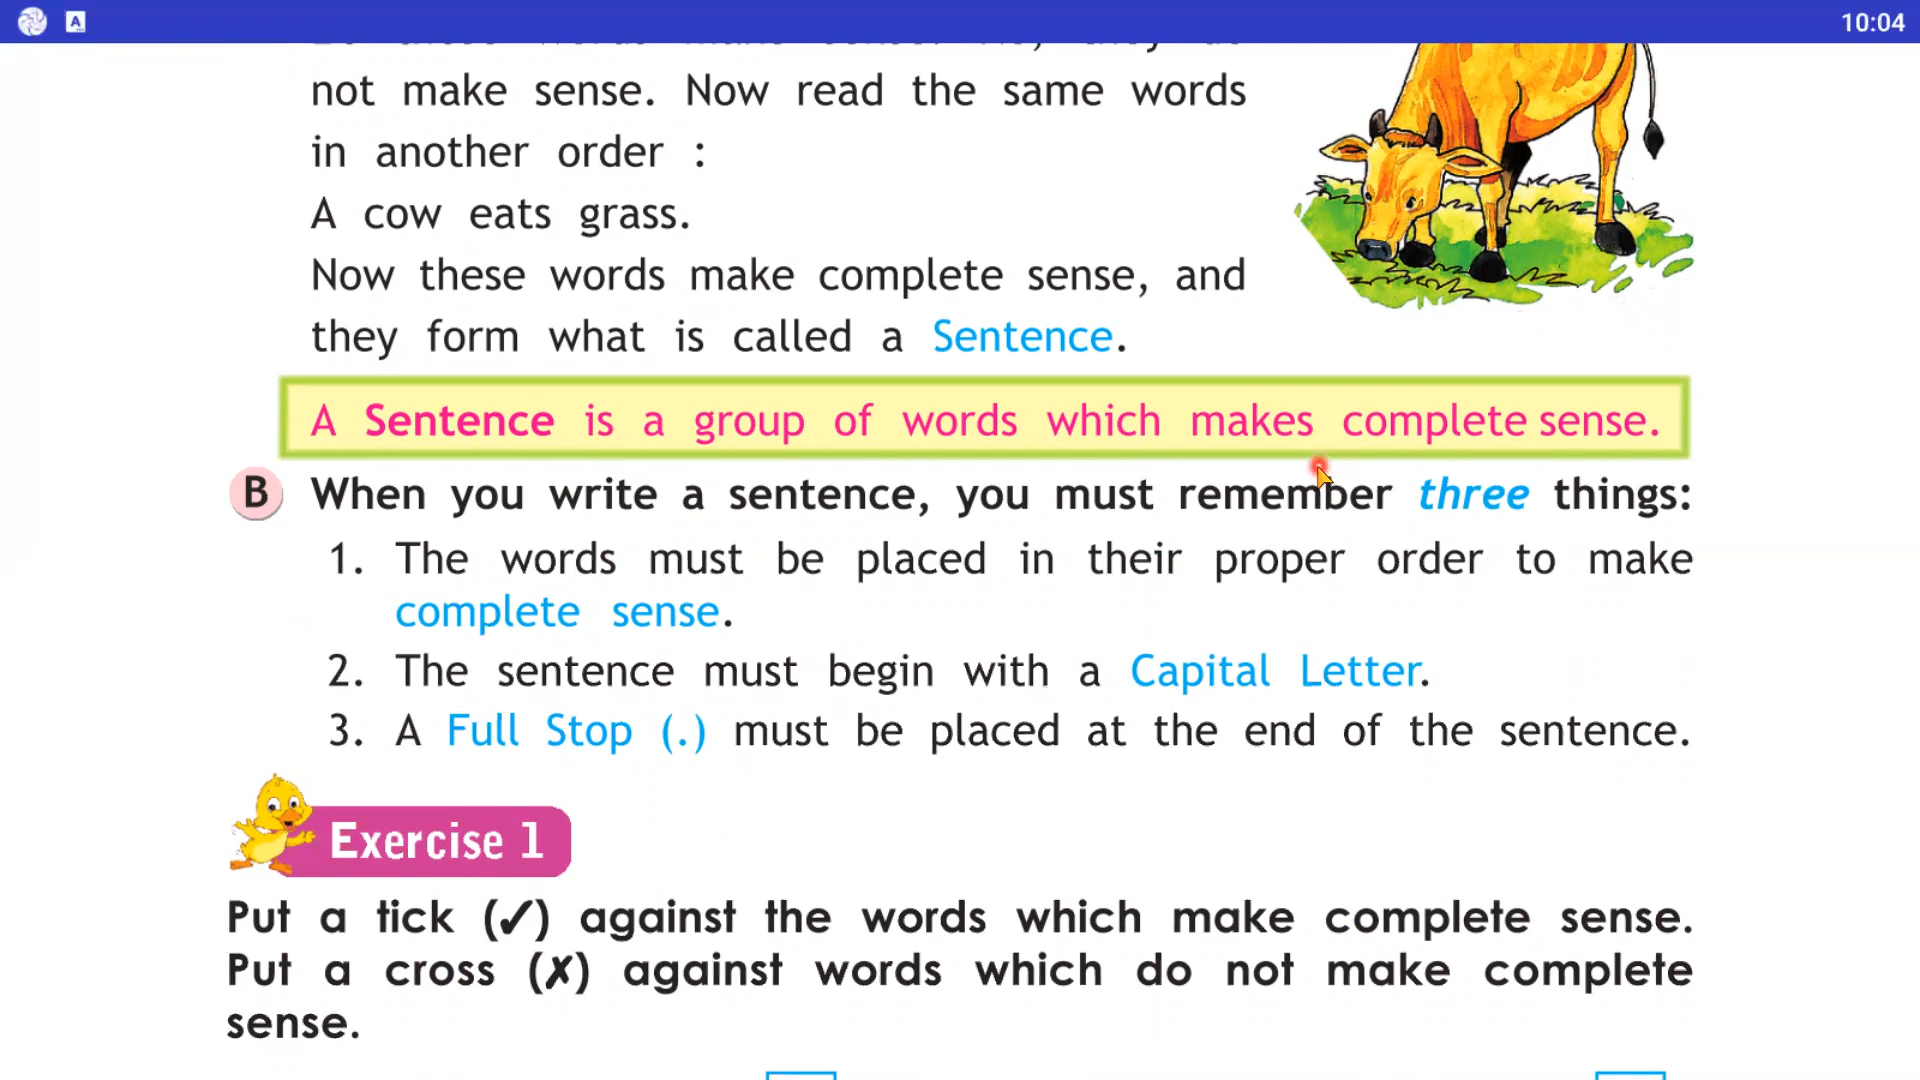 A
10:04
not make sense. Now read the same words
in another order :
A cow eats grass.
Now these words make complete sense, and
they form what is called a Sentence.
A Sentence is a group of words which makes complete sense.
B When you write a sentence, you must remember three things:
1. The words must be placed in their proper order to make
complete sense.
2. The sentence must begin with a Capital Letter.
3. A Full Stop (.) must be placed at the end of the sentence.
Exercise 1
Put a tick (✓) against the words which make complete sense.
Put a cross (✗) against words which do not make complete
sense.